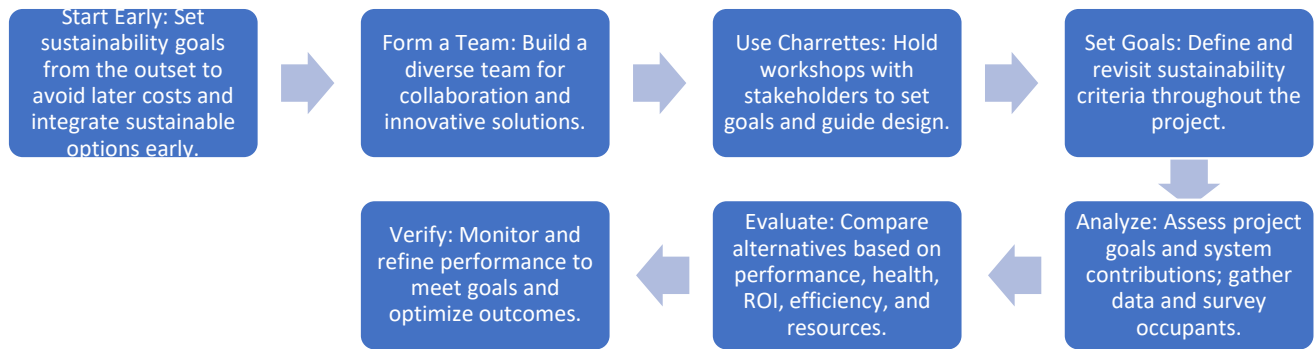 Start Early: Set
sustainability goals
from the outset to
avoid later costs and
integrate sustainable
options early.
Form a Team: Build a
diverse team for
collaboration and
innovative solutions.
Use Charrettes: Hold
workshops with
stakeholders to set
goals and guide design.
Set Goals: Define and
revisit sustainability
criteria throughout the
project.
Analyze: Assess project
goals and system
contributions; gather
data and survey
occupants.
Evaluate: Compare
alternatives based on
performance, health,
ROI, efficiency, and
resources.
Verify: Monitor and
refine performance to
meet goals and
optimize outcomes.